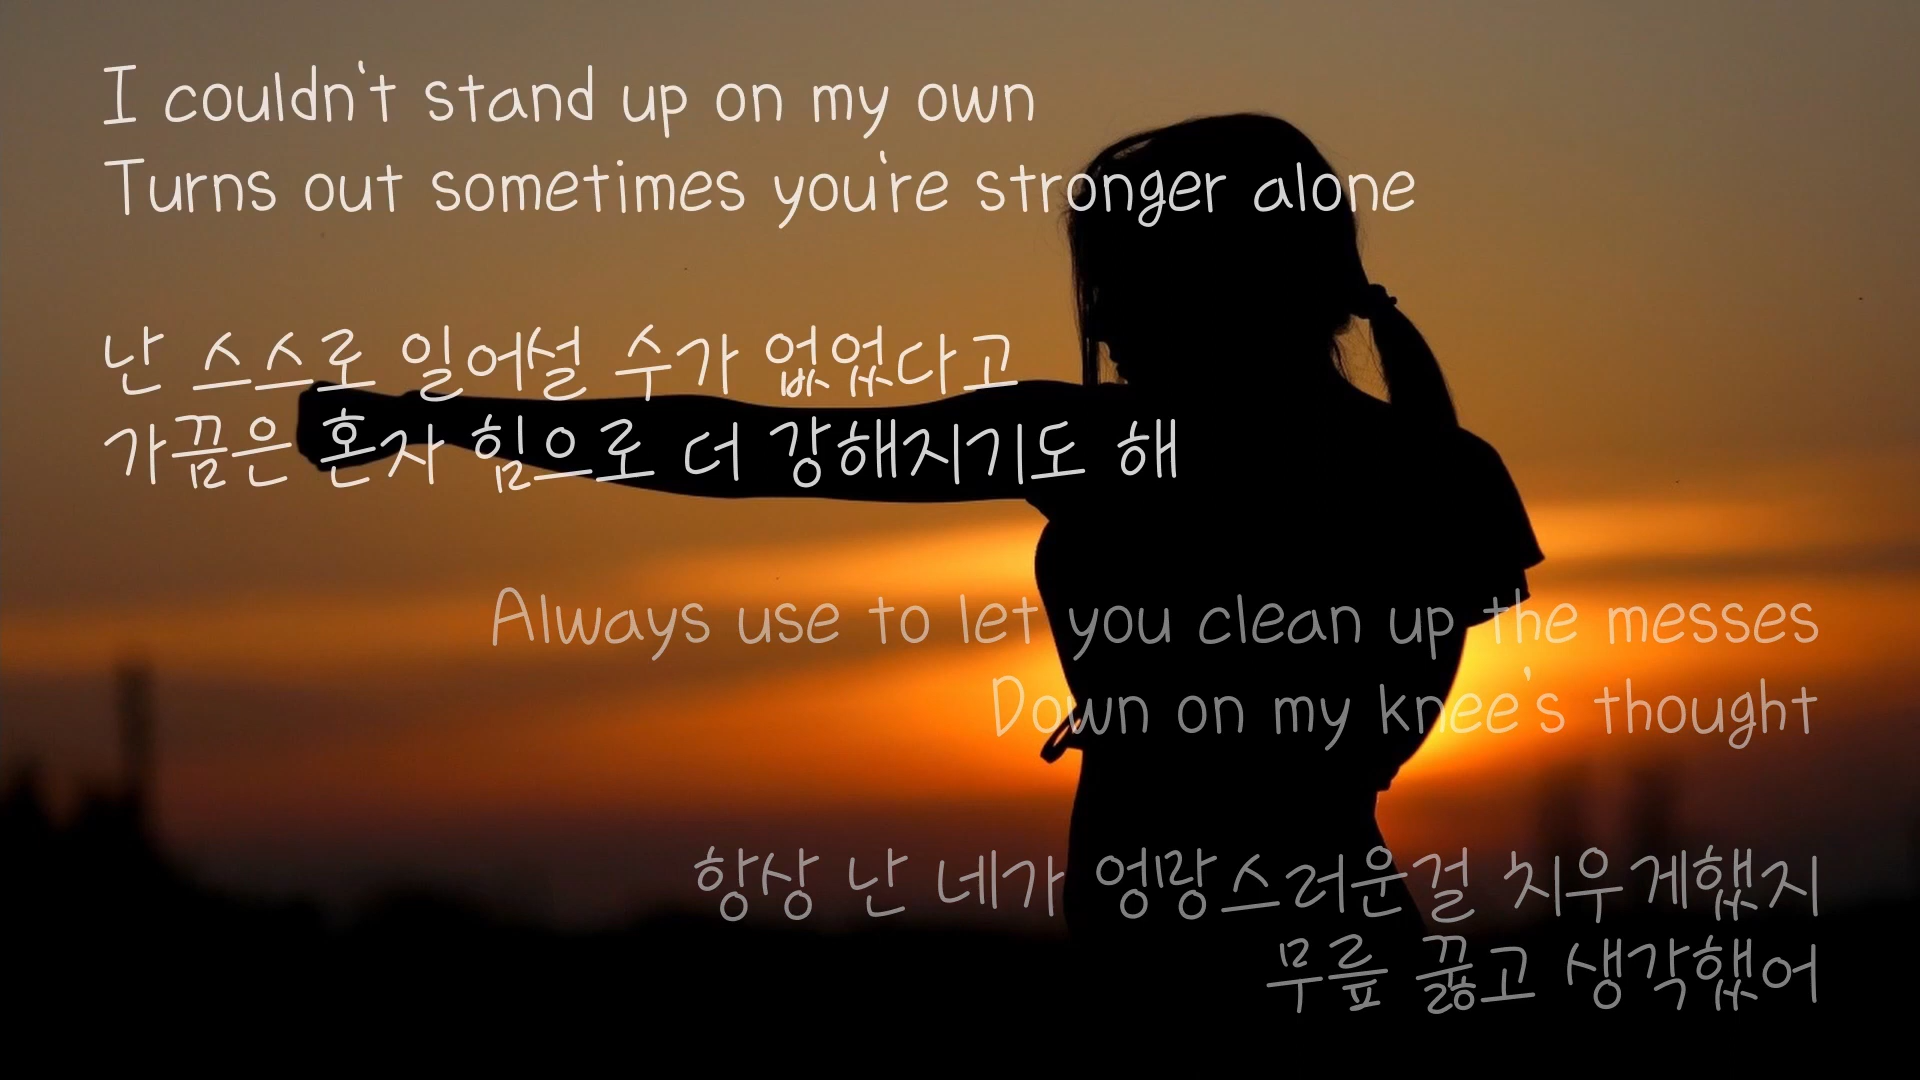 I couldn't stand up on my own
Turns out sometimes you're stronger alone
난 스스로 일어설 수가 없었다고
가끔은 혼자 힘으로 더 강해지기도 해
Always use to let you clean up the messes
Down on my knee's thought
항상 난 네가 엉랑스러운걸 치우게했지
무릎 꿇고 생각했어